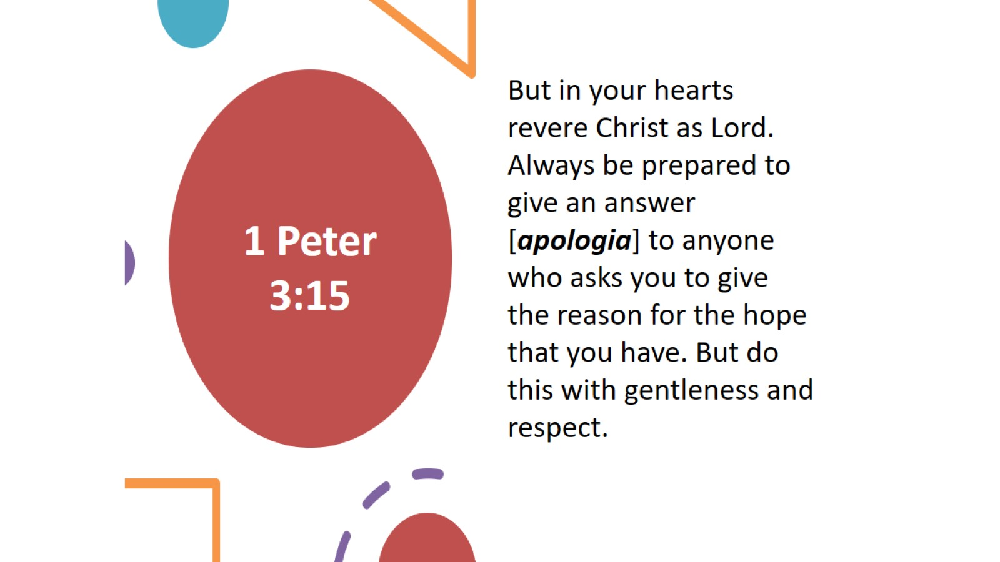 1 Peter
3:15
But in your hearts
revere Christ as Lord.
Always be prepared to
give an answer
[apologia] to anyone
who asks you to give
the reason for the hope
that you have. But do
this with gentleness and
respect.